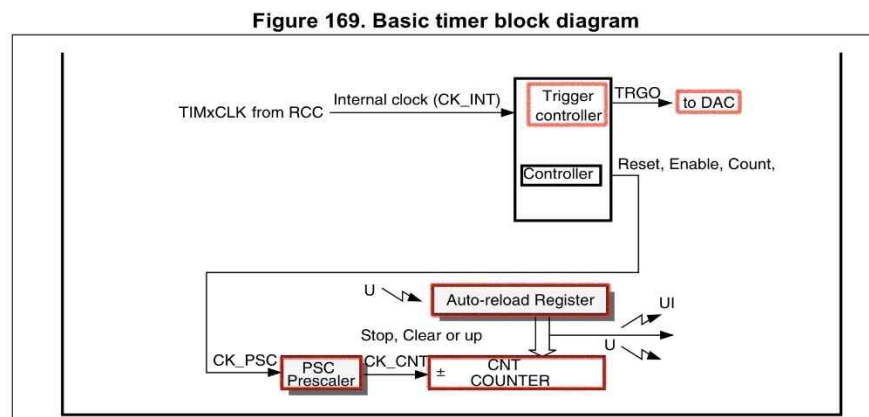 Figure 169. Basic timer block diagram
TIMxCLK from RCC
Internal clock (CK_INT)
Trigger
controller
TRGO
to DAC
Controller
Reset, Enable, Count,
U
Auto-reload Register
UI
Stop, Clear or up
U
CK_PSC
PSC
Prescaler
CK_CNT
±
CNT
COUNTER